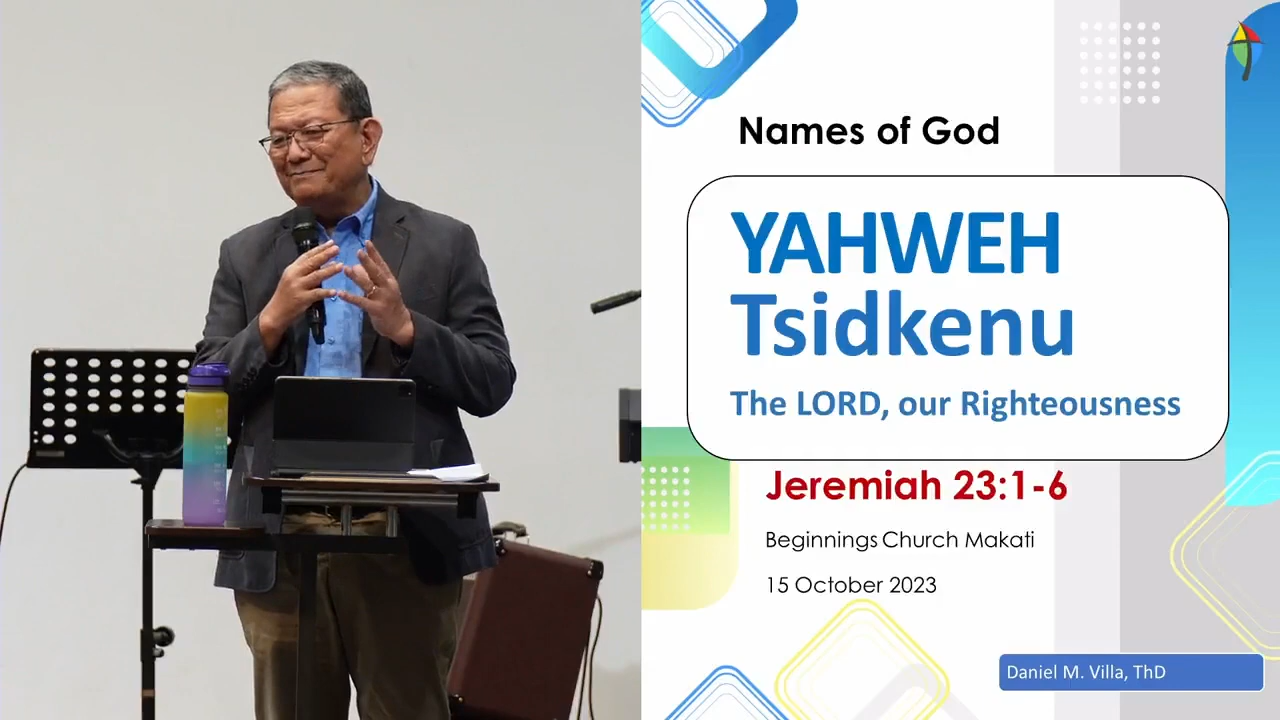 Names of God
YAHWEH
Tsidkenu
The LORD, our Righteousness
Jeremiah 23:1-6
Beginnings Church Makati
15 October 2023
Daniel M. Villa, ThD